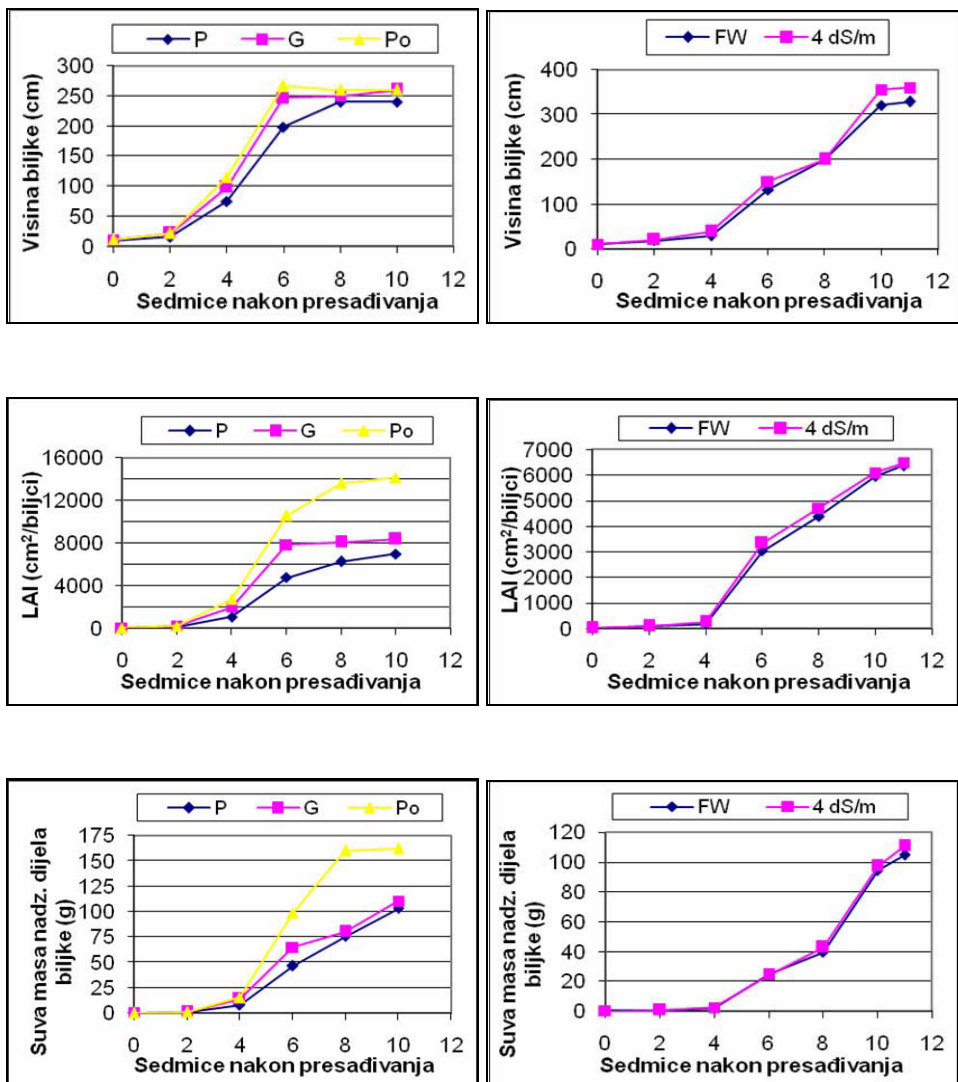 P G Po
300
250
200
150
100
50
0
0 2 4 6 8 10 12
Visina biljke (cm)
Sedmice nakon presađivanja
FW 4 dS/m
400
300
200
100
0
0 2 4 6 8 10 12
Visina biljke (cm)
Sedmice nakon presađivanja
P G Po
16000
12000
8000
4000
0
0 2 4 6 8 10 12
LAI (cm²/biljci)
Sedmice nakon presađivanja
FW 4 dS/m
7000
6000
5000
4000
3000
2000
1000
0
0 2 4 6 8 10 12
LAI (cm²/biljci)
Sedmice nakon presađivanja
P G Po
175
150
125
100
75
50
25
0
0 2 4 6 8 10 12
Suva masa nadz. dijela
biljke (g)
Sedmice nakon presađivanja
FW 4 dS/m
120
100
80
60
40
20
0
0 2 4 6 8 10 12
Suva masa nadz. dijela
biljke (g)
Sedmice nakon presađivanja